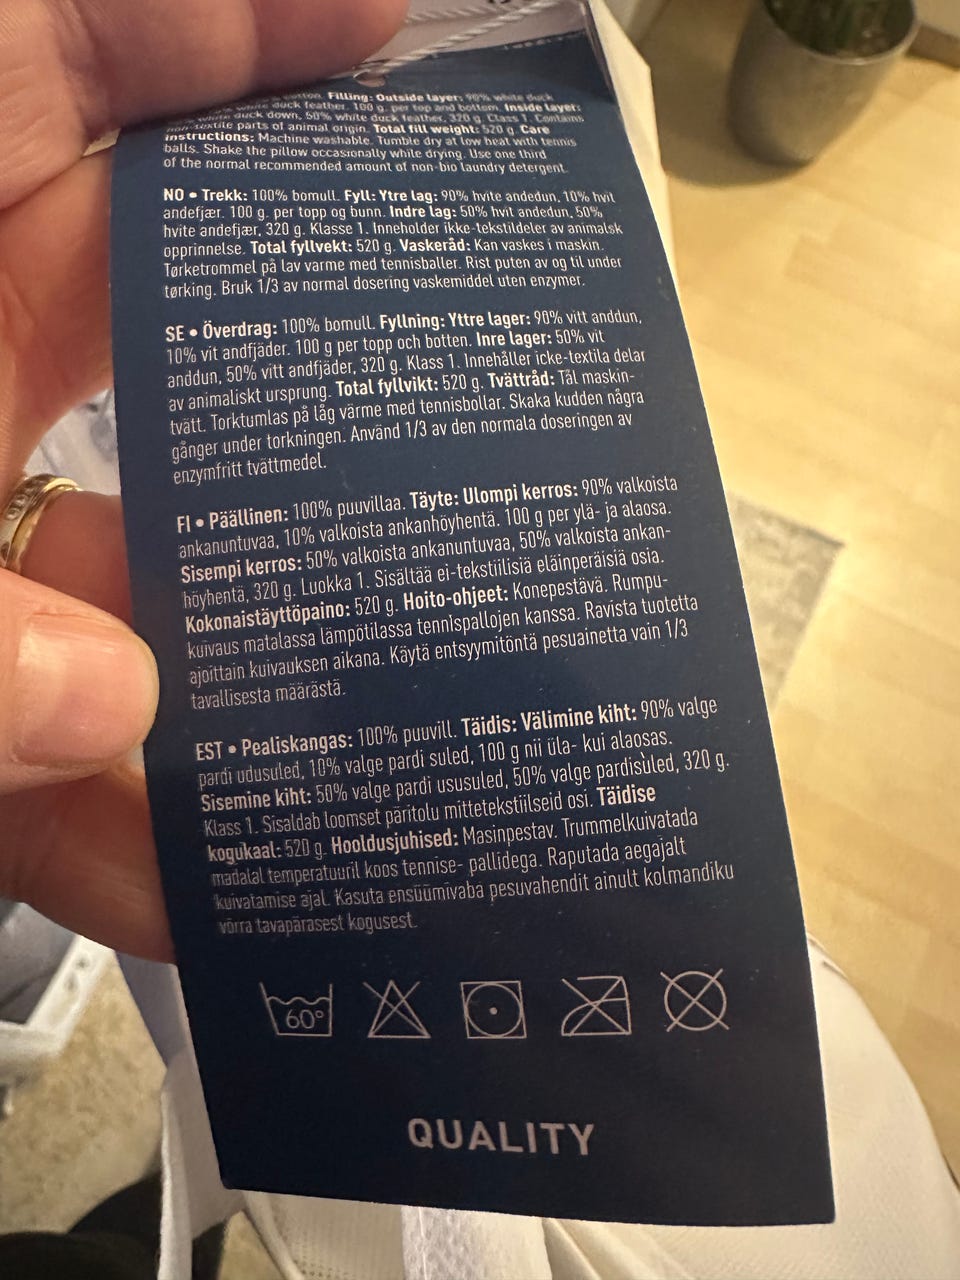 cotton. Filling: Outside layer: 90% white duck
white duck feather. 100 g. per top and bottom. Inside layer:
white duck down, 50% white duck feather, 320 g. Class 1. Contains
non-textile parts of animal origin. Total fill weight: 520 g. Care
instructions: Machine washable. Tumble dry at low heat with tennis
balls. Shake the pillow occasionally while drying. Use one third
of the normal recommended amount of non-bio laundry detergent.
NO • Trekk: 100% bomull. Fyll: Ytre lag: 90% hvite andedun, 10% hvit
andefjær. 100 g. per topp og bunn. Indre lag: 50% hvit andedun, 50%
hvite andefjær, 320 g. Klasse 1. Inneholder ikke-tekstildeler av animalsk
opprinnelse. Total fyllvekt: 520 g. Vaskeråd: Kan vaskes i maskin.
Tørketrommel på lav varme med tennisballer. Rist puten av og til under
tørking. Bruk 1/3 av normal dosering vaskemiddel uten enzymer.
SE • Överdrag: 100% bomull. Fyllning: Yttre lager: 90% vitt anddun,
10% vit andfjäder. 100 g per topp och botten. Inre lager: 50% vit
anddun, 50% vitt andfjäder, 320 g. Klass 1. Innehåller icke-textila delar
av animaliskt ursprung. Total fyllvikt: 520 g. Tvättråd: Tål maskin-
tvätt. Torktumlas på låg värme med tennisbollar. Skaka kudden några
gånger under torkningen. Använd 1/3 av den normala doseringen av
enzymfritt tvättmedel.
FI • Päällinen: 100% puuvillaa. Täyte: Ulompi kerros: 90% valkoista
ankanuntuvaa, 10% valkoista ankanhöyhentä. 100 g per ylä- ja alaosa.
Sisempi kerros: 50% valkoista ankanuntuvaa, 50% valkoista ankan-
höyhentä, 320 g. Luokka 1. Sisältää ei-tekstiilisiä eläinperäisiä osia.
Kokonaistäyttöpaino: 520 g. Hoito-ohjeet: Konepestävä. Rumpu-
kuivaus matalassa lämpötilassa tennispallojen kanssa. Ravista tuotetta
ajoittain kuivauksen aikana. Käytä entsyymitöntä pesuainetta vain 1/3
tavallisesta määrästä.
EST • Pealiskangas: 100% puuvill. Täidis: Välimine kiht: 90% valge
pardi udusuled, 10% valge pardi suled, 100 g nii üla- kui alaosas.
Sisemine kiht: 50% valge pardi ususuled, 50% valge pardisuled, 320 g.
Klass 1. Sisaldab loomset päritolu mittetekstiilseid osi. Täidise
kogukaal: 520 g. Hooldusjuhised: Masinpestav. Trummelkuivatada
madalal temperatuuril koos tennise- pallidega. Raputada aegajalt
kuivatamise ajal. Kasuta ensüümivaba pesuvahendit ainult kolmandiku
võrra tavapärasest kogusest.
60°
QUALITY